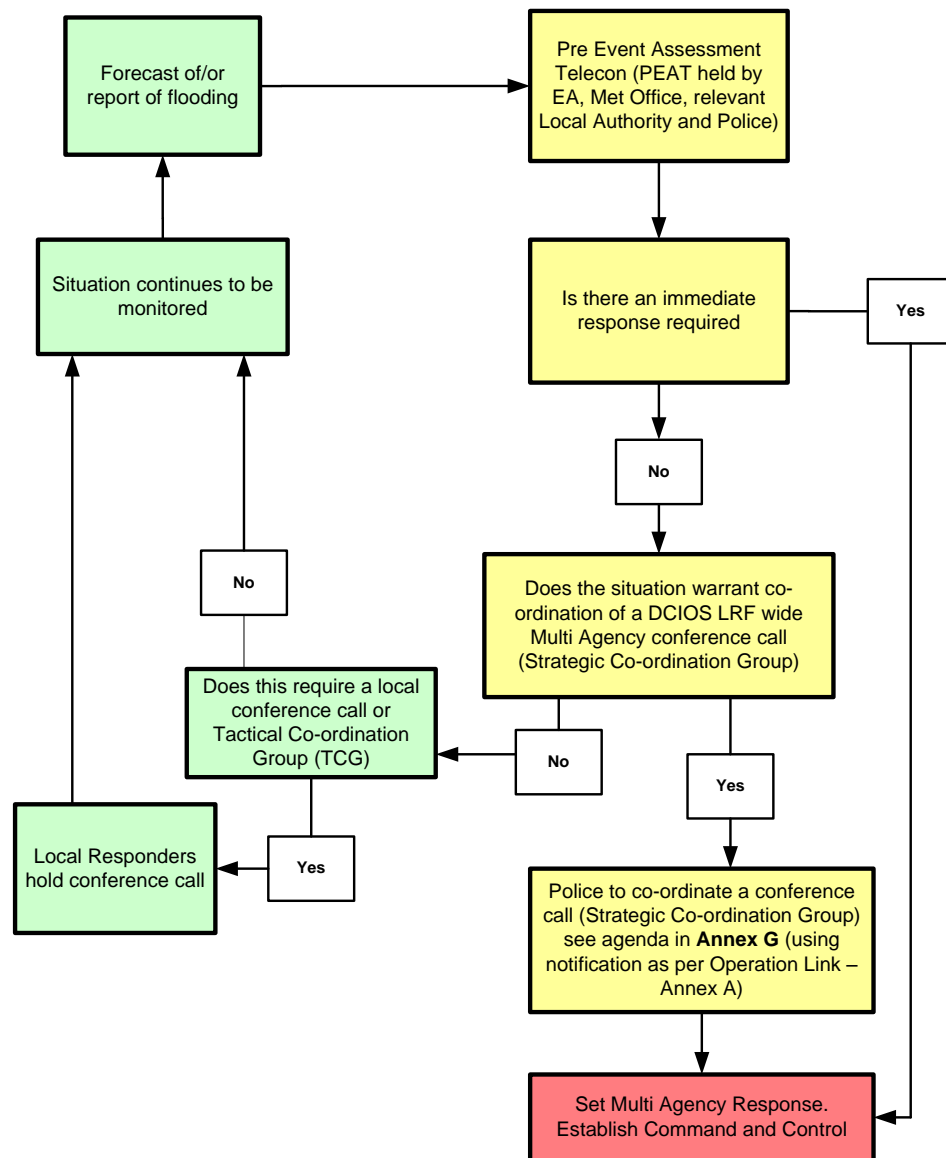 Forecast of/or
report of flooding
Pre Event Assessment
Telecon (PEAT held by
EA, Met Office, relevant
Local Authority and Police)
Situation continues to be
monitored
Is there an immediate
response required
Yes
No
Does the situation warrant co-
ordination of a DCIOS LRF wide
Multi Agency conference call
(Strategic Co-ordination Group)
No
Does this require a local
conference call or
Tactical Co-ordination
Group (TCG)
No
Yes
Yes
Local Responders
hold conference call
Police to co-ordinate a conference
call (Strategic Co-ordination Group)
see agenda in Annex G (using
notification as per Operation Link –
Annex A)
Set Multi Agency Response.
Establish Command and Control